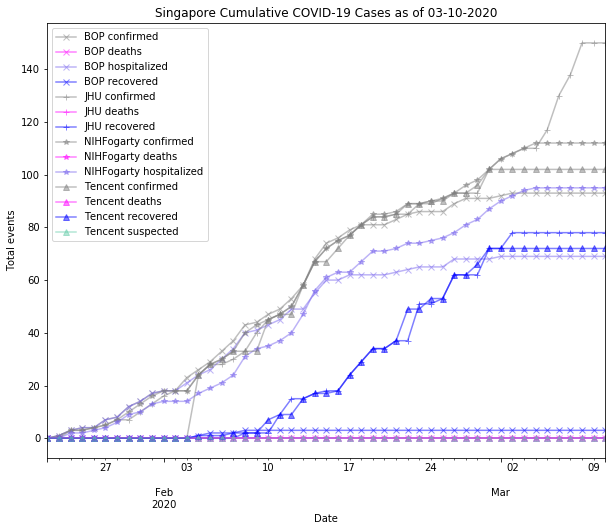 Singapore Cumulative COVID-19 Cases as of 03-10-2020
BOP confirmed
BOP deaths
BOP hospitalized
BOP recovered
JHU confirmed
JHU deaths
JHU recovered
NIHFogarty confirmed
NIHFogarty deaths
NIHFogarty hospitalized
Tencent confirmed
Tencent deaths
Tencent recovered
Tencent suspected
Total events
140
120
100
80
60
40
20
0
27 03 10 17 24 02 09
Feb Mar
2020
Date